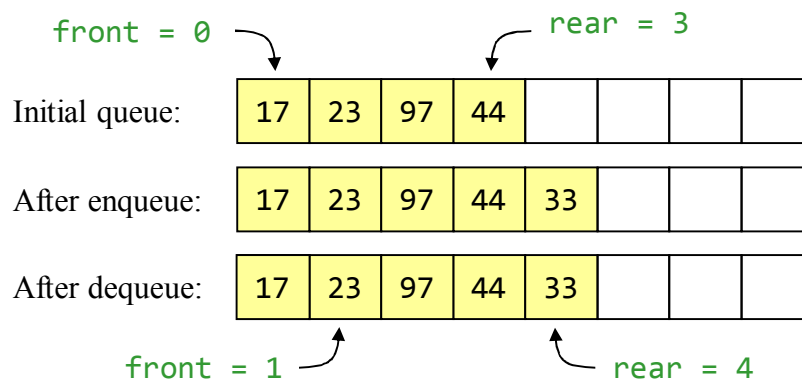 front = 0 rear = 3
Initial queue: 17 23 97 44
After enqueue: 17 23 97 44 33
After dequeue: 17 23 97 44 33
front = 1 rear = 4